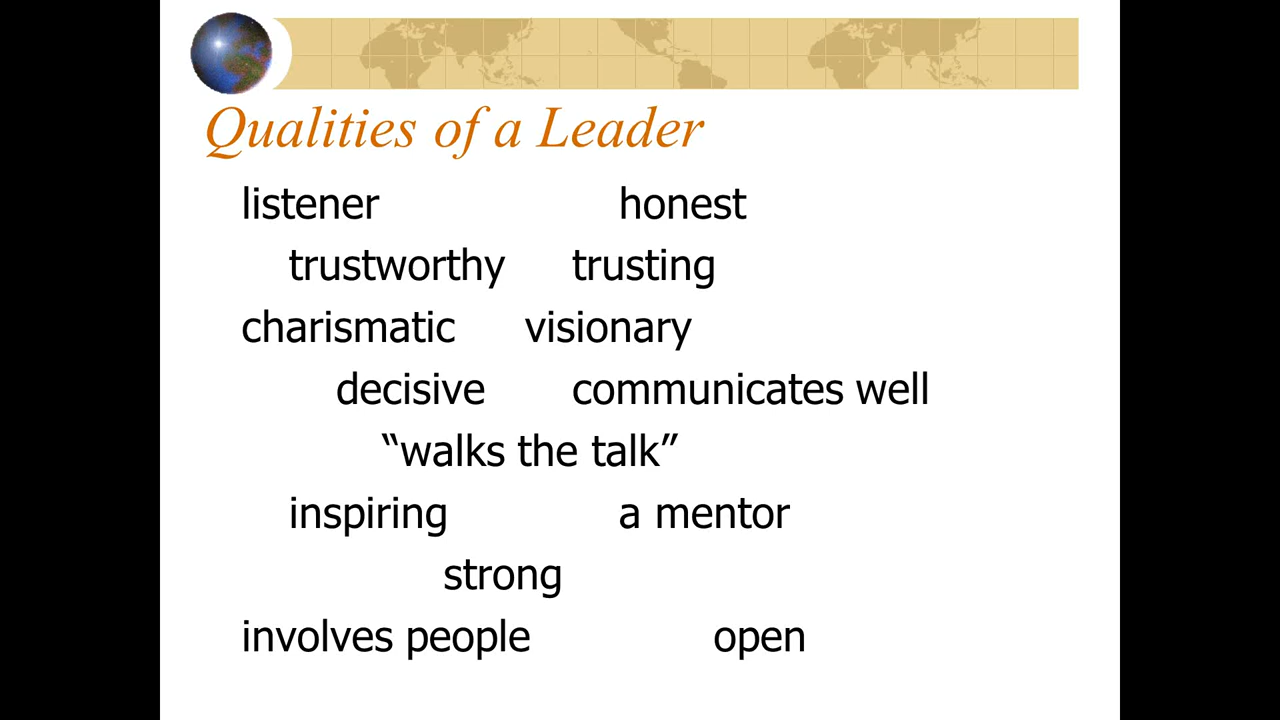 Qualities of a Leader
listener honest
trustworthy trusting
charismatic visionary
decisive communicates well
“walks the talk”
inspiring a mentor
strong
involves people open